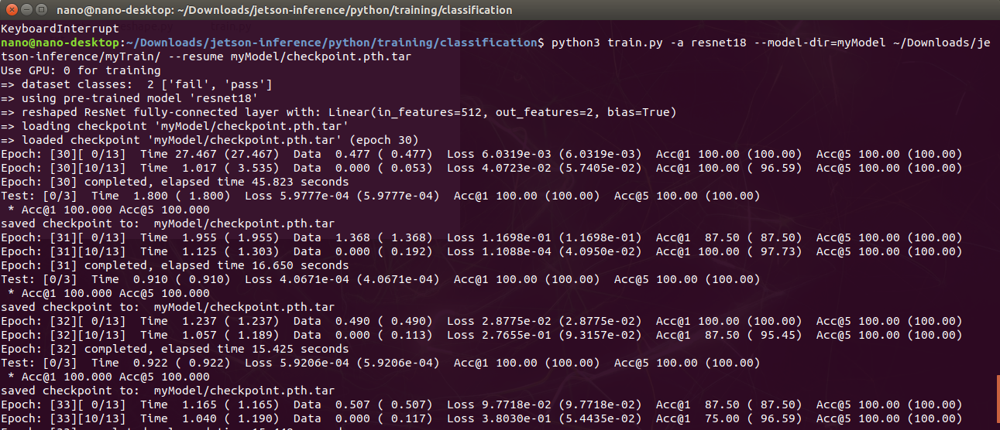 nano@nano-desktop: ~/Downloads/jetson-inference/python/training/classification
KeyboardInterrupt
nano@nano-desktop:~/Downloads/jetson-inference/python/training/classification$ python3 train.py -a resnet18 --model-dir=myModel ~/Downloads/je
tson-inference/myTrain/ --resume myModel/checkpoint.pth.tar
Use GPU: 0 for training
=> dataset classes:  2 ['fail', 'pass']
=> using pre-trained model 'resnet18'
=> reshaped ResNet fully-connected layer with: Linear(in_features=512, out_features=2, bias=True)
=> loading checkpoint 'myModel/checkpoint.pth.tar'
=> loaded checkpoint 'myModel/checkpoint.pth.tar' (epoch 30)
Epoch: [30][ 0/13]  Time 27.467 (27.467)  Data  0.477 ( 0.477)  Loss 6.0319e-03 (6.0319e-03)  Acc@1 100.00 (100.00)  Acc@5 100.00 (100.00)
Epoch: [30][10/13]  Time  1.017 ( 3.535)  Data  0.000 ( 0.053)  Loss 4.0723e-02 (5.7405e-02)  Acc@1 100.00 ( 96.59)  Acc@5 100.00 (100.00)
Epoch: [30] completed, elapsed time 45.823 seconds
Test: [0/3]  Time  1.800 ( 1.800)  Loss 5.9777e-04 (5.9777e-04)  Acc@1 100.00 (100.00)  Acc@5 100.00 (100.00)
 * Acc@1 100.000 Acc@5 100.000
saved checkpoint to:  myModel/checkpoint.pth.tar
Epoch: [31][ 0/13]  Time  1.955 ( 1.955)  Data  1.368 ( 1.368)  Loss 1.1698e-01 (1.1698e-01)  Acc@1  87.50 ( 87.50)  Acc@5 100.00 (100.00)
Epoch: [31][10/13]  Time  1.125 ( 1.303)  Data  0.000 ( 0.192)  Loss 1.1088e-04 (4.0950e-02)  Acc@1 100.00 ( 97.73)  Acc@5 100.00 (100.00)
Epoch: [31] completed, elapsed time 16.650 seconds
Test: [0/3]  Time  0.910 ( 0.910)  Loss 4.0671e-04 (4.0671e-04)  Acc@1 100.00 (100.00)  Acc@5 100.00 (100.00)
 * Acc@1 100.000 Acc@5 100.000
saved checkpoint to:  myModel/checkpoint.pth.tar
Epoch: [32][ 0/13]  Time  1.237 ( 1.237)  Data  0.490 ( 0.490)  Loss 2.8775e-02 (2.8775e-02)  Acc@1 100.00 (100.00)  Acc@5 100.00 (100.00)
Epoch: [32][10/13]  Time  1.057 ( 1.189)  Data  0.000 ( 0.113)  Loss 2.7655e-01 (9.3157e-02)  Acc@1  87.50 ( 95.45)  Acc@5 100.00 (100.00)
Epoch: [32] completed, elapsed time 15.425 seconds
Test: [0/3]  Time  0.922 ( 0.922)  Loss 5.9206e-04 (5.9206e-04)  Acc@1 100.00 (100.00)  Acc@5 100.00 (100.00)
 * Acc@1 100.000 Acc@5 100.000
saved checkpoint to:  myModel/checkpoint.pth.tar
Epoch: [33][ 0/13]  Time  1.165 ( 1.165)  Data  0.507 ( 0.507)  Loss 9.7718e-02 (9.7718e-02)  Acc@1  87.50 ( 87.50)  Acc@5 100.00 (100.00)
Epoch: [33][10/13]  Time  1.040 ( 1.190)  Data  0.000 ( 0.117)  Loss 3.8030e-01 (5.4435e-02)  Acc@1  75.00 ( 96.59)  Acc@5 100.00 (100.00)